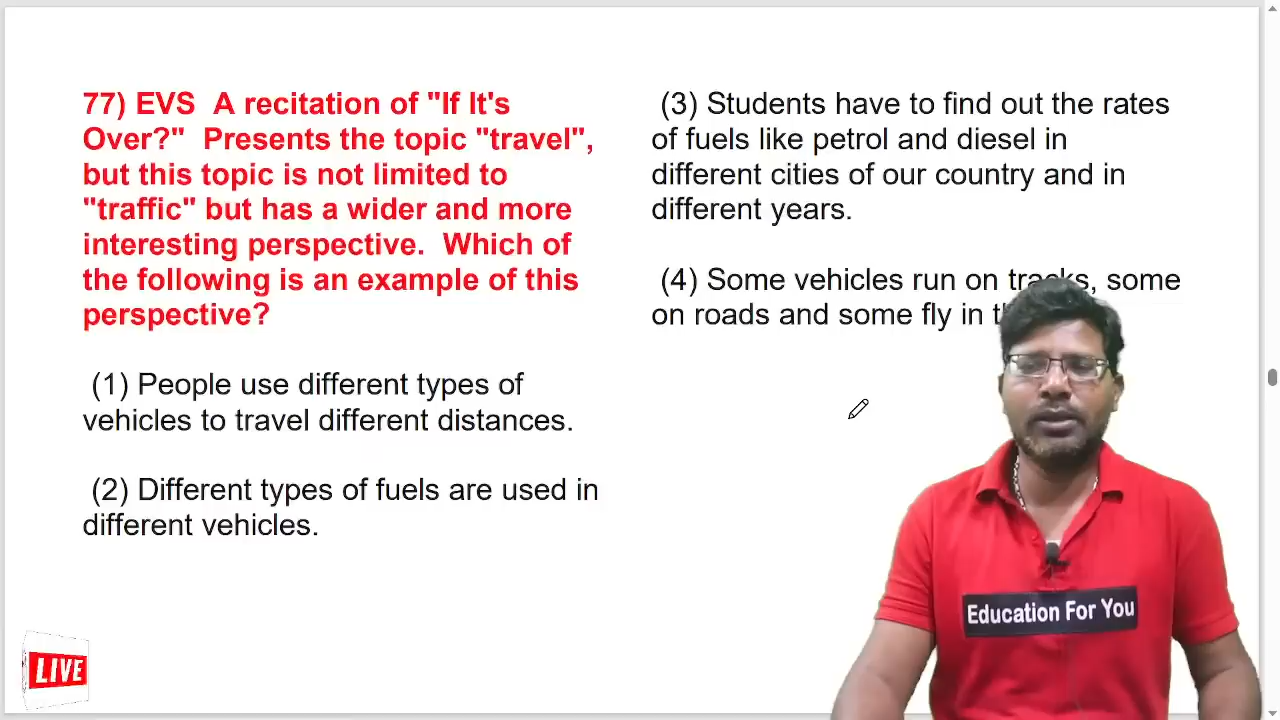 77) EVS  A recitation of "If It's
Over?"  Presents the topic "travel",
but this topic is not limited to
"traffic" but has a wider and more
interesting perspective.  Which of
the following is an example of this
perspective?
(1) People use different types of
vehicles to travel different distances.
(2) Different types of fuels are used in
different vehicles.
(3) Students have to find out the rates
of fuels like petrol and diesel in
different cities of our country and in
different years.
(4) Some vehicles run on tracks, some
on roads and some fly in
Education For You
LIVE